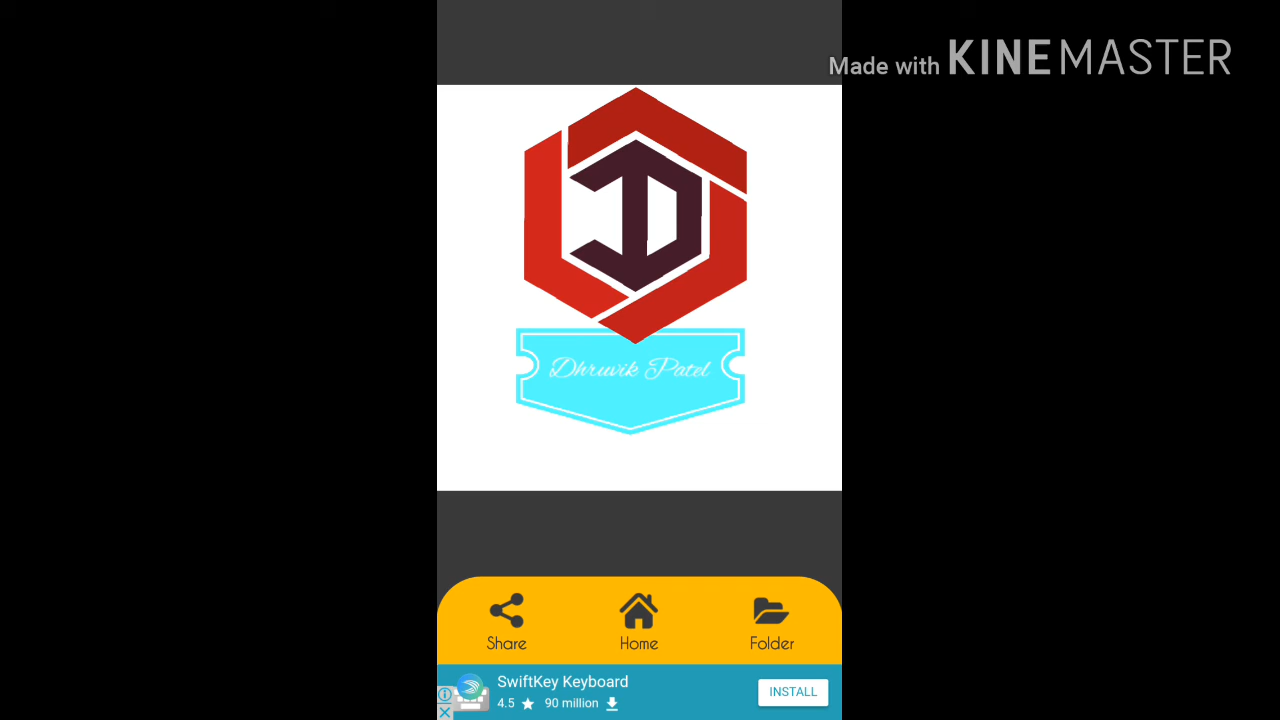 Made with KINEMASTER
D
Dhruvik Patel
Share Home Folder
SwiftKey Keyboard
4.5 90 million
INSTALL